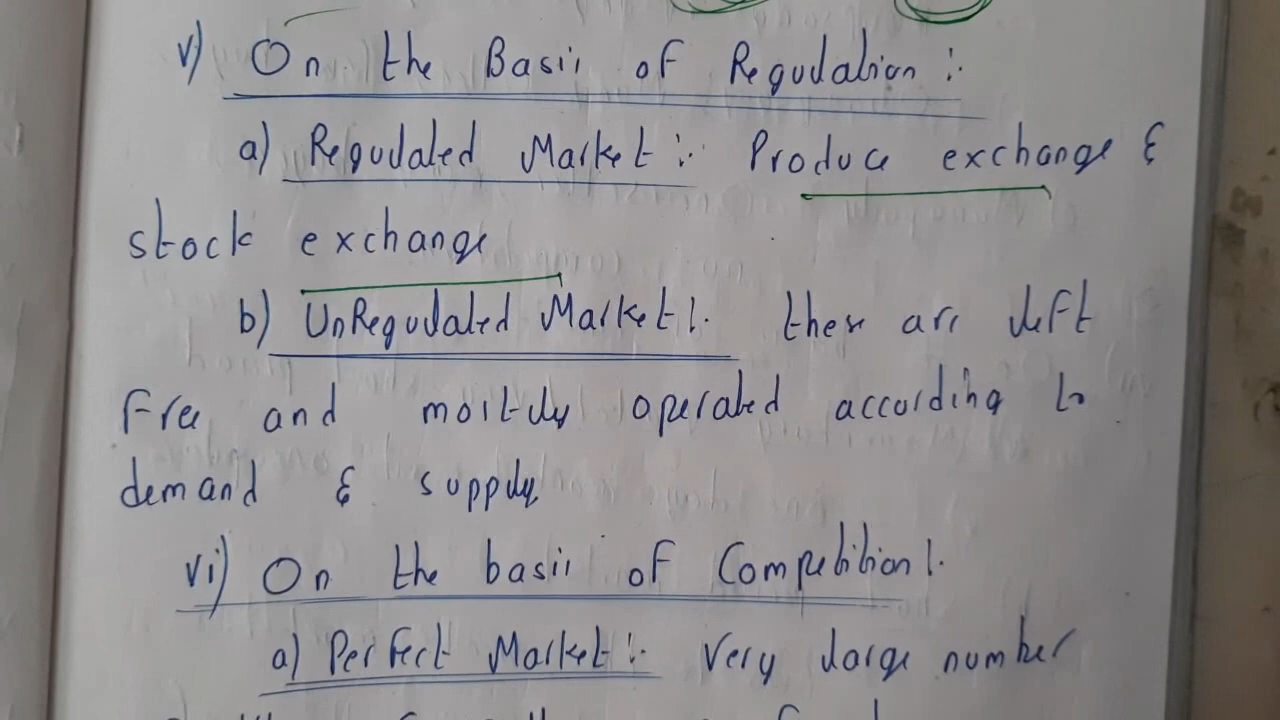 v) On the Basis of Regulation :-
a) Regulated Market :- Produce exchange &
stock exchange
b) UnRegulated Market :- these are left
free and mostly operated according to
demand & supply
vi) On the basis of Competition :-
a) Perfect Market :- Very large number